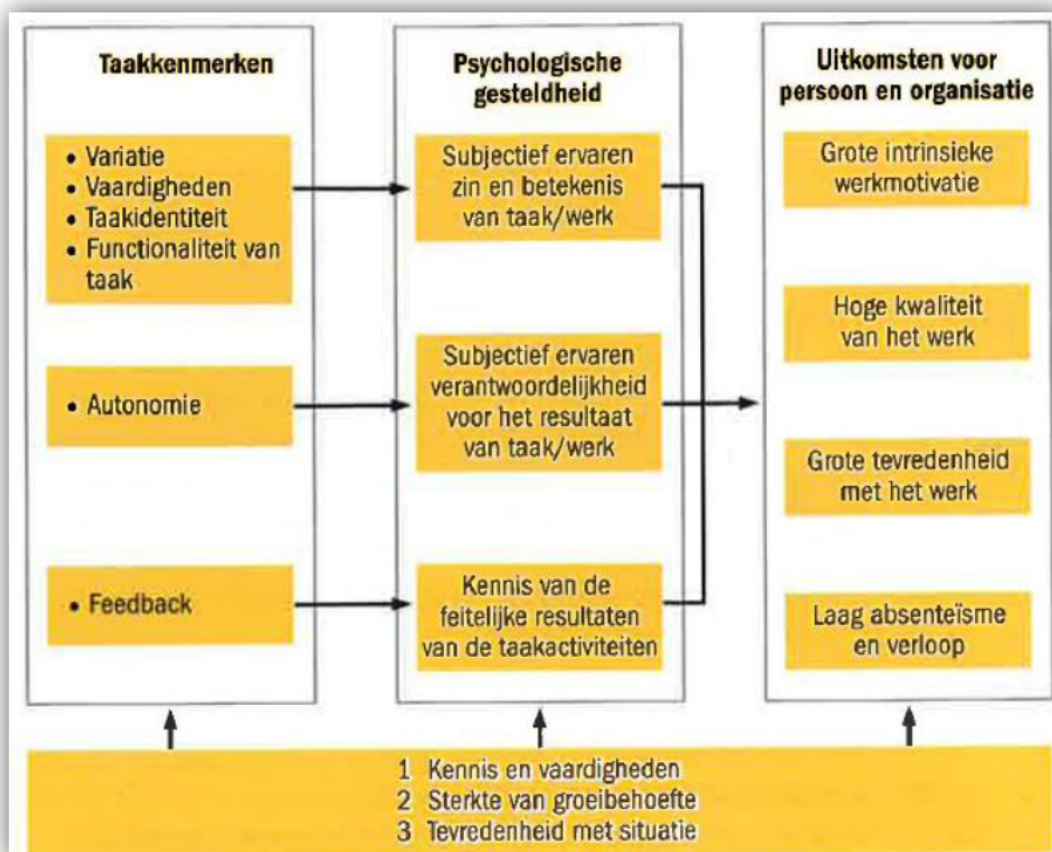 Taakkenmerken
• Variatie
• Vaardigheden
• Taakidentiteit
• Functionaliteit van
taak
• Autonomie
• Feedback
Psychologische
gesteldheid
Subjectief ervaren
zin en betekenis
van taak/werk
Subjectief ervaren
verantwoordelijkheid
voor het resultaat
van taak/werk
Kennis van de
feitelijke resultaten
van de taakactiviteiten
Uitkomsten voor
persoon en organisatie
Grote intrinsieke
werkmotivatie
Hoge kwaliteit
van het werk
Grote tevredenheid
met het werk
Laag absenteïsme
en verloop
1 Kennis en vaardigheden
2 Sterkte van groeibehoefte
3 Tevredenheid met situatie